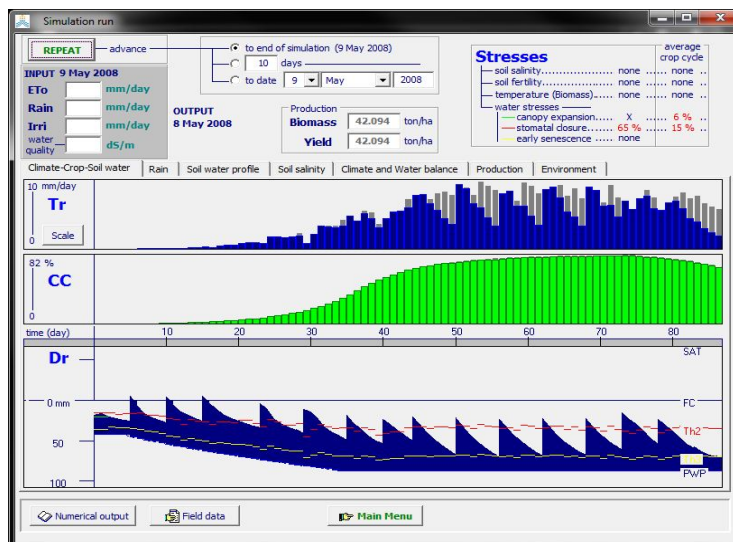 Simulation run
REPEAT advance
to end of simulation (9 May 2008)
10 days
to date 9 May 2008
INPUT 9 May 2008
ETo mm/day
Rain mm/day
Irri mm/day
water quality dS/m
OUTPUT
8 May 2008
Production
Biomass 42.094 ton/ha
Yield 42.094 ton/ha
Stresses
average
crop cycle
soil salinity.................. none ..... none ..
soil fertility.................. none ..... none ..
temperature (Biomass)..... none ..... none ..
water stresses
canopy expansion..... X ..... 6 % ..
stomatal closure...... 65 % ...... 15 % ..
early senescence ..... none
Climate-Crop-Soil water Rain Soil water profile Soil salinity Climate and Water balance Production Environment
10 mm/day
Tr
0 Scale
82 %
CC
0
time (day) 10 20 30 40 50 60 70 80
Dr SAT
0 mm FC
Th2
50
PWP
100
Numerical output Field data Main Menu